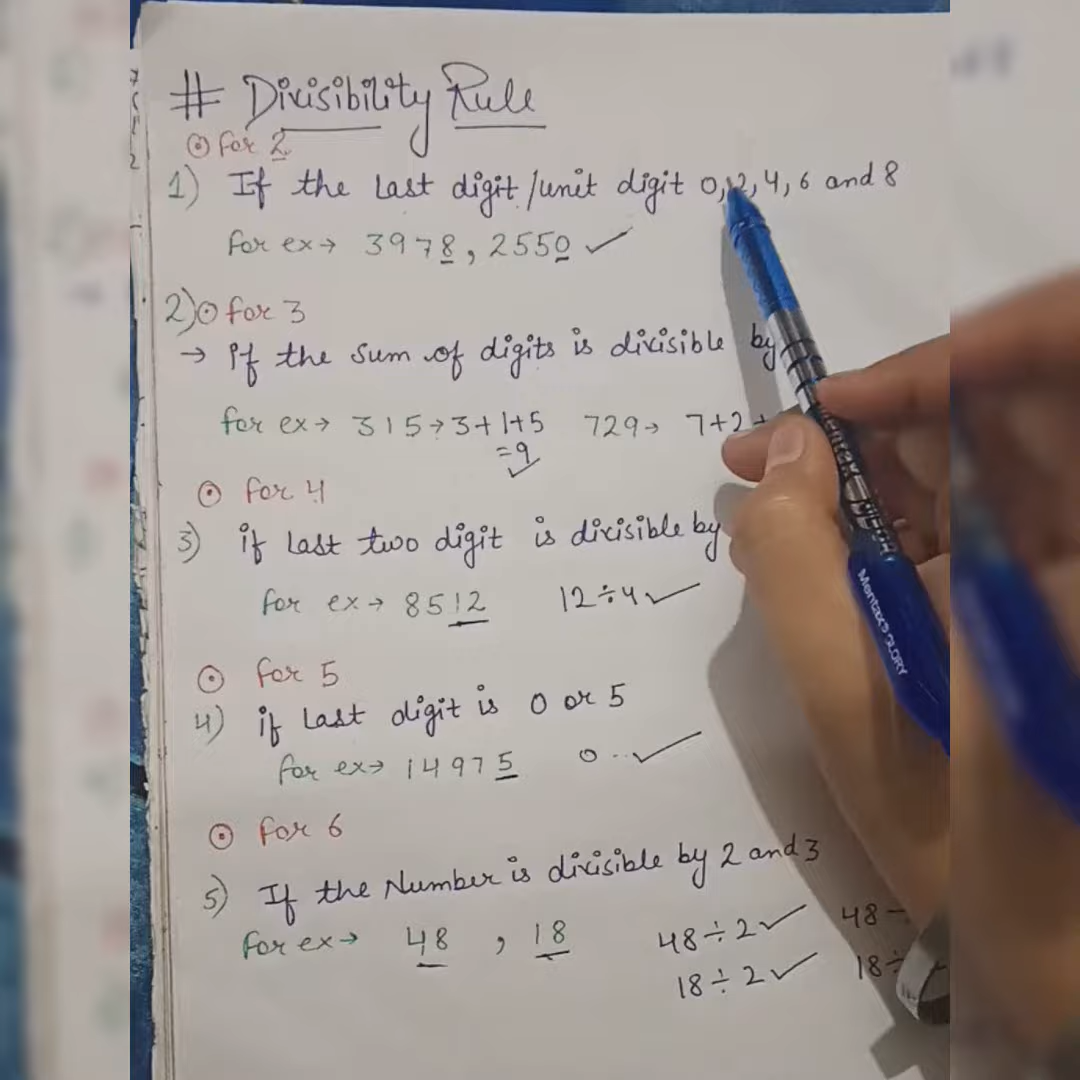 # Divisibility Rule
⊙ for 2
1) If the last digit/unit digit 0,2,4,6 and 8
for ex→ 3978, 2550 ✓
2)⊙ for 3
→ if the sum of digits is divisible by
for ex→ 315→3+1+5 729→ 7+2+
=9 ✓
⊙ for 4
3) if last two digit is divisible by
for ex→ 8512 12÷4 ✓
⊙ for 5
4) if last digit is 0 or 5
for ex→ 14975 0.. ✓
⊙ for 6
5) If the Number is divisible by 2 and 3
for ex→ 48 , 18 48÷2 ✓ 48-
18÷2 ✓ 18÷
Mentax's GLORY